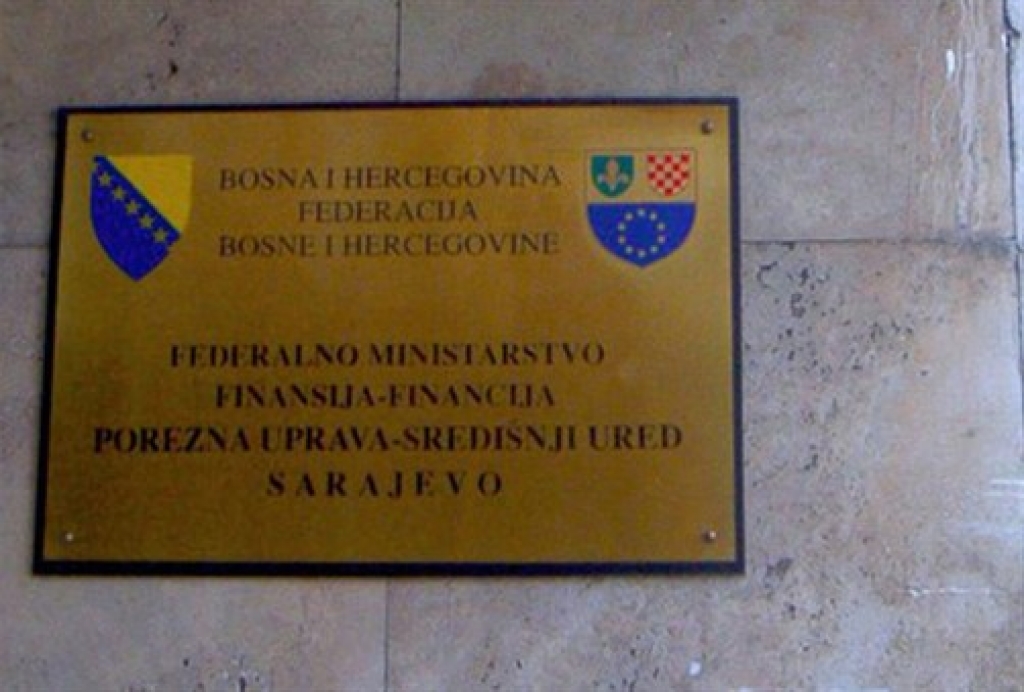 BOSNA I HERCEGOVINA
FEDERACIJA
BOSNE I HERCEGOVINE
FEDERALNO MINISTARSTVO
FINANSIJA-FINANCIJA
POREZNA UPRAVA-SREDIŠNJI URED
SARAJEVO